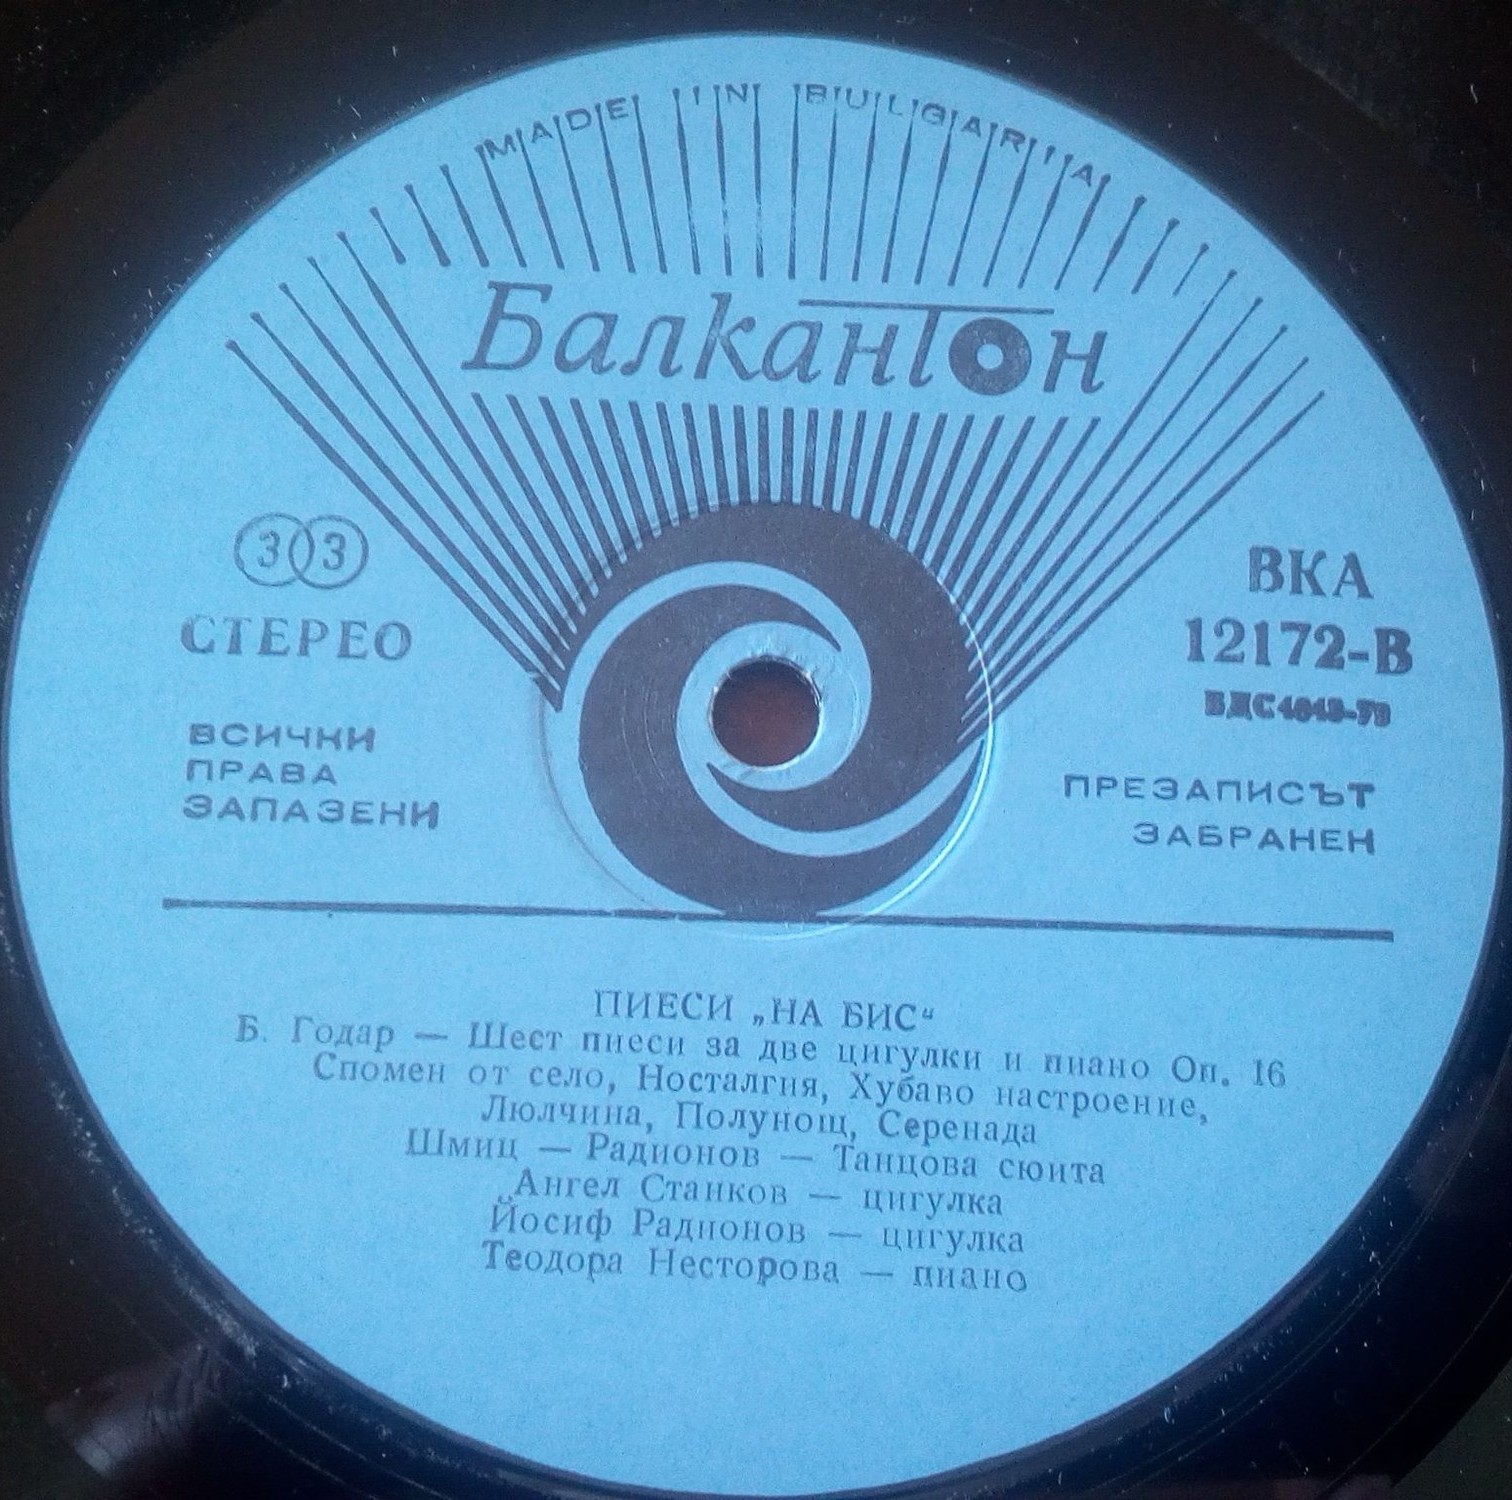 MADE IN BULGARIA
Балкантон
33
СТЕРЕО
ВСИЧКИ
ПРАВА
ЗАПАЗЕНИ
ВКА
12172-В
БДС
ПРЕЗАПИСЪТ
ЗАБРАНЕН
ПИЕСИ „НА БИС“
Б. Годар — Шест пиеси за две цигулки и пиано Оп. 16
Спомен от село, Носталгия, Хубаво настроение,
Люлчина, Полунощ, Серенада
Шмиц — Радионов — Танцова сюита
Ангел Станков — цигулка
Йосиф Радионов — цигулка
Теодора Несторова — пиано